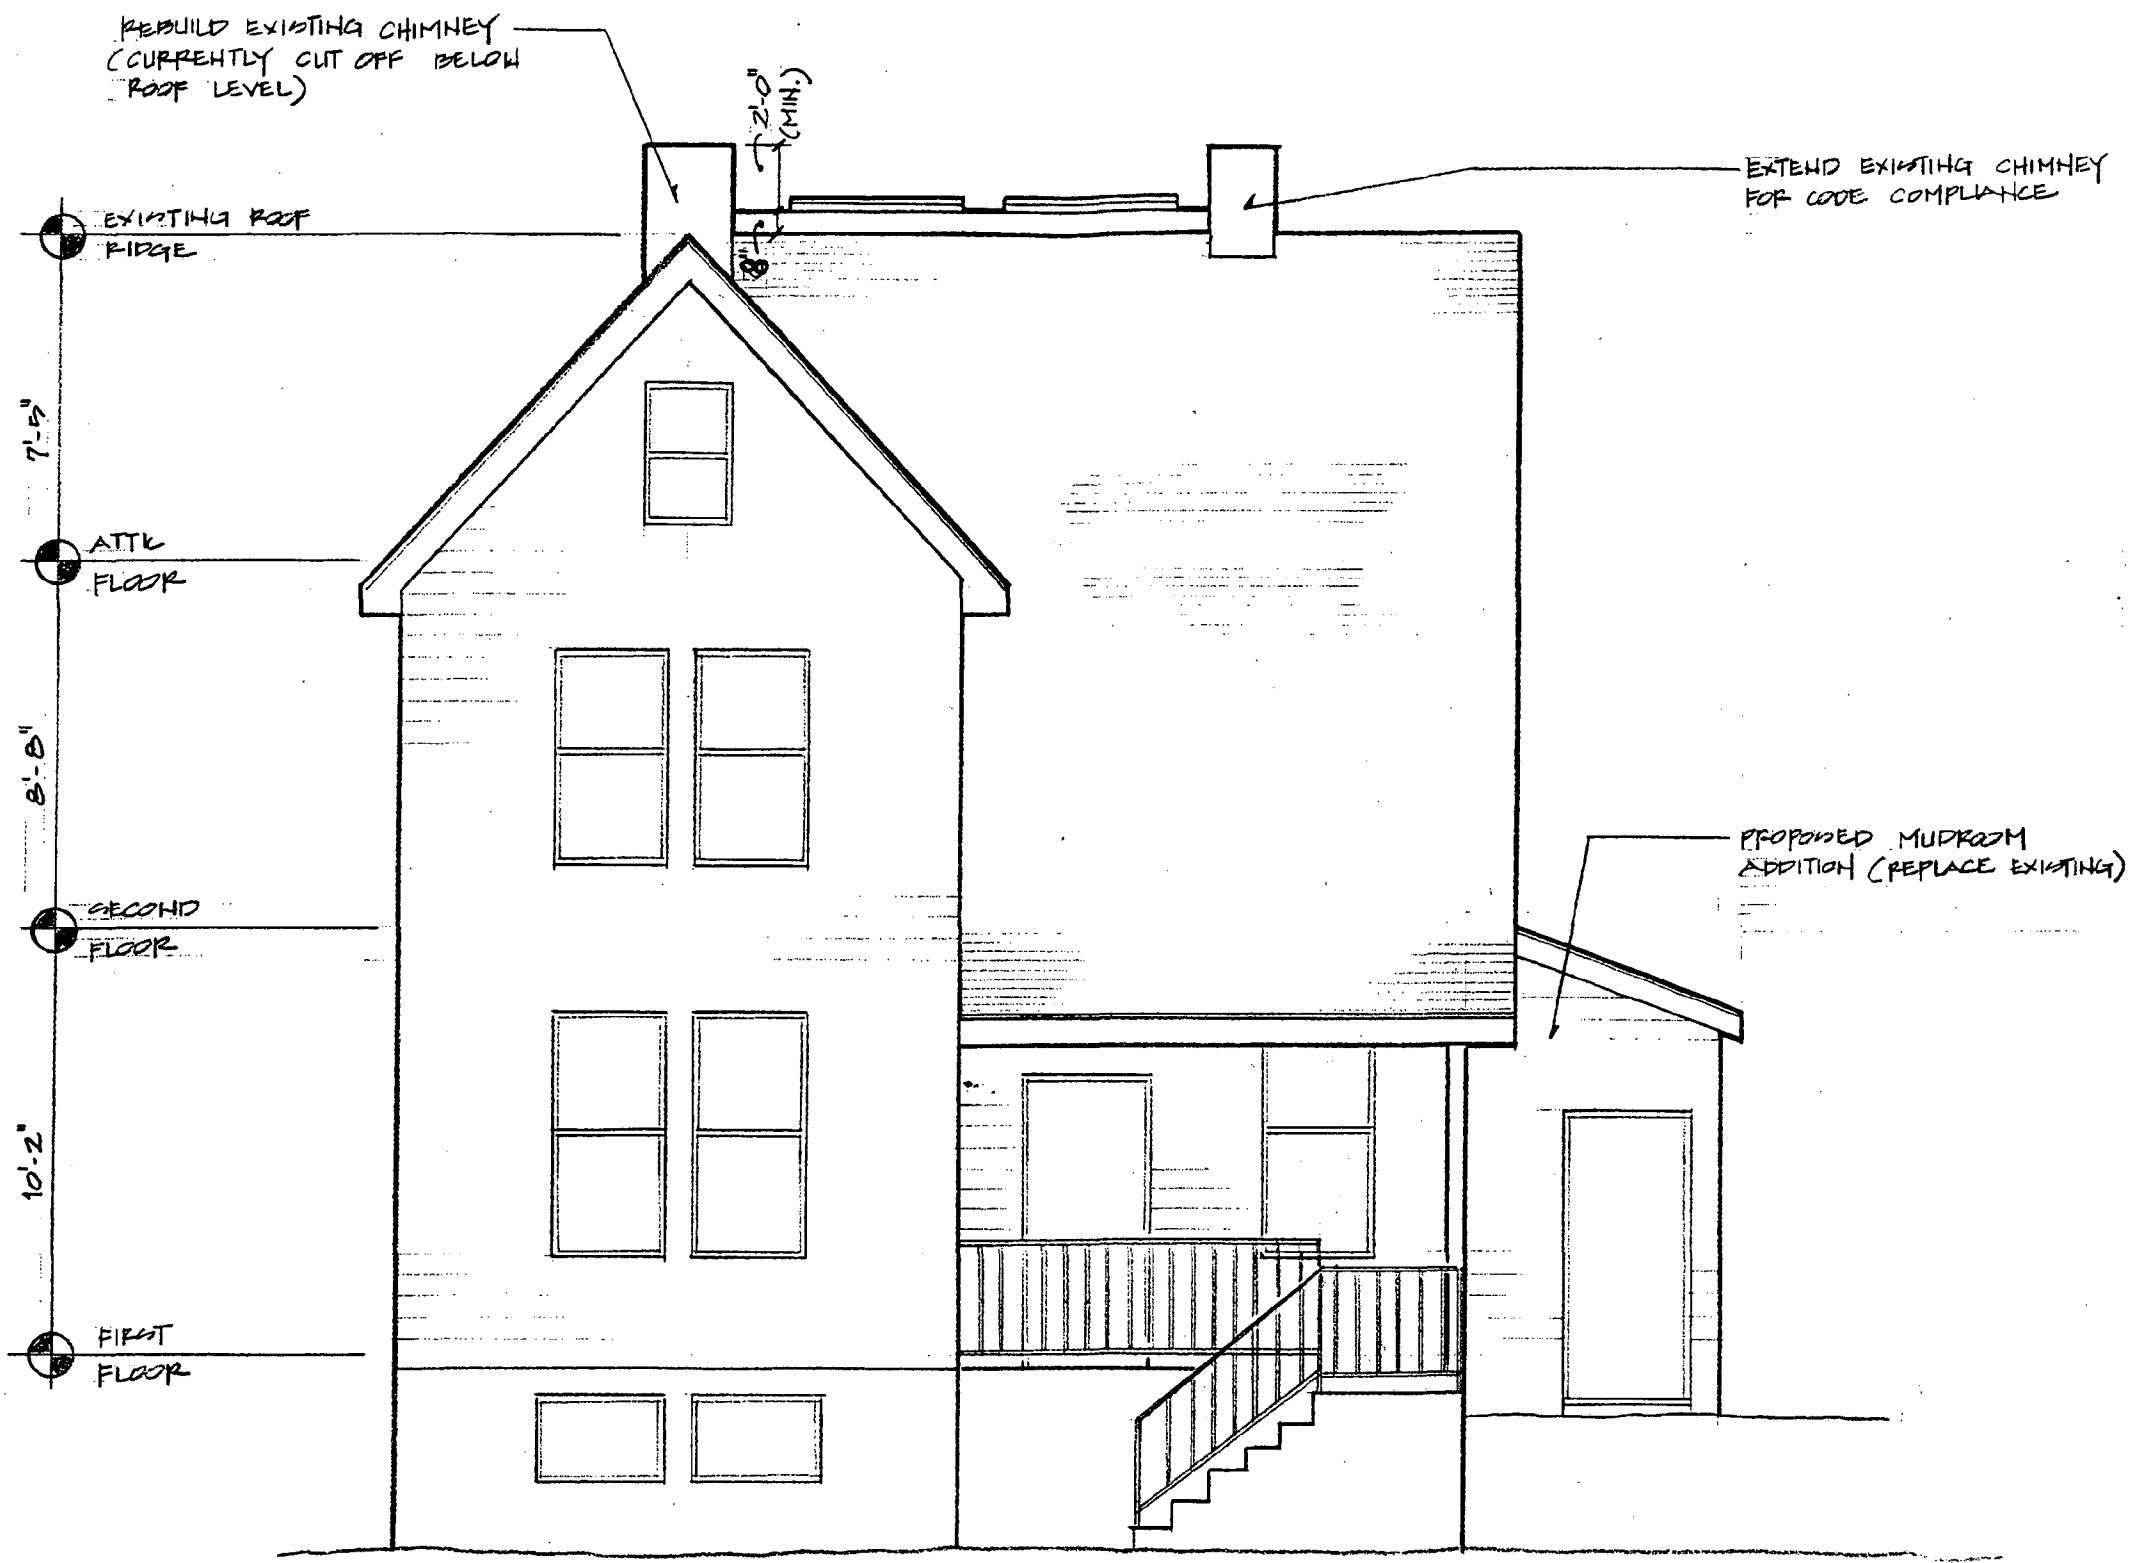 REBUILD EXISTING CHIMNEY
(CURRENTLY CUT OFF BELOW
ROOF LEVEL)
2'-0"
(MIN.)
8"
EXTEND EXISTING CHIMNEY
FOR CODE COMPLIANCE
EXISTING ROOF
RIDGE
7'-5"
ATTIC
FLOOR
8'-8"
PROPOSED MUDROOM
ADDITION (REPLACE EXISTING)
SECOND
FLOOR
10'-2"
FIRST
FLOOR